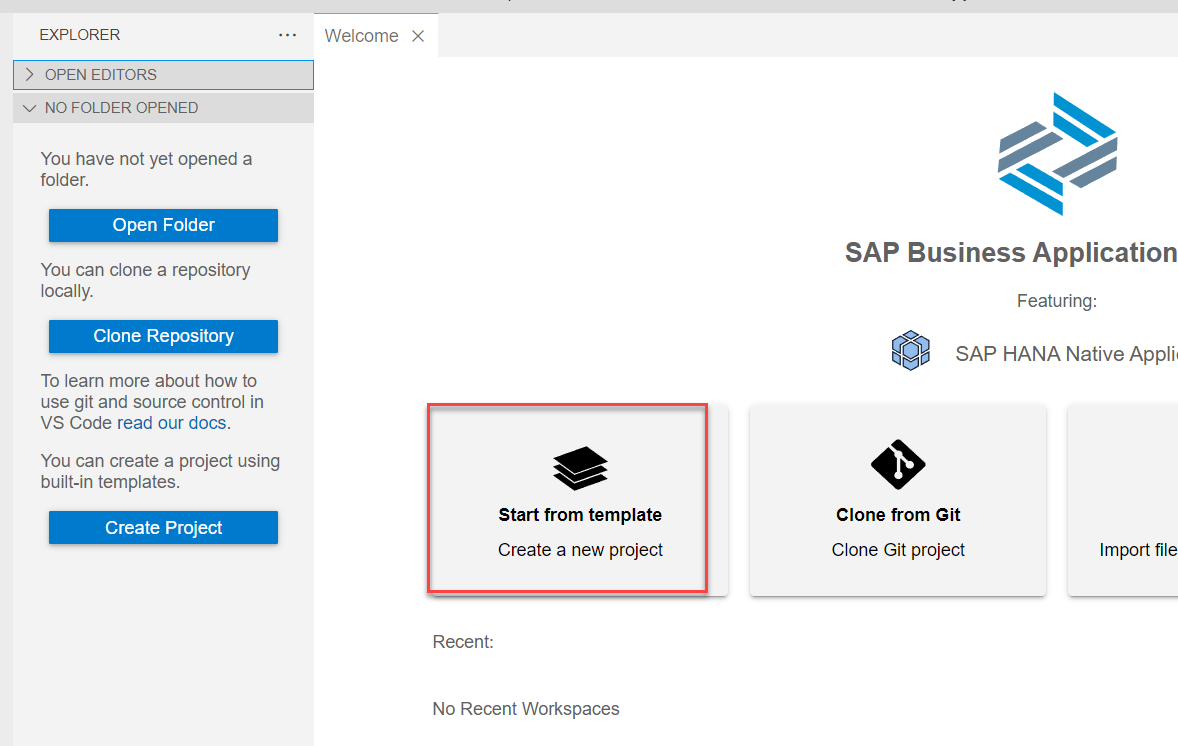 EXPLORER
Welcome
OPEN EDITORS
NO FOLDER OPENED
You have not yet opened a
folder.
Open Folder
You can clone a repository
locally.
Clone Repository
To learn more about how to
use git and source control in
VS Code read our docs.
You can create a project using
built-in templates.
Create Project
SAP Business Application
Featuring:
SAP HANA Native Appli
Start from template
Create a new project
Clone from Git
Clone Git project
Import file
Recent:
No Recent Workspaces